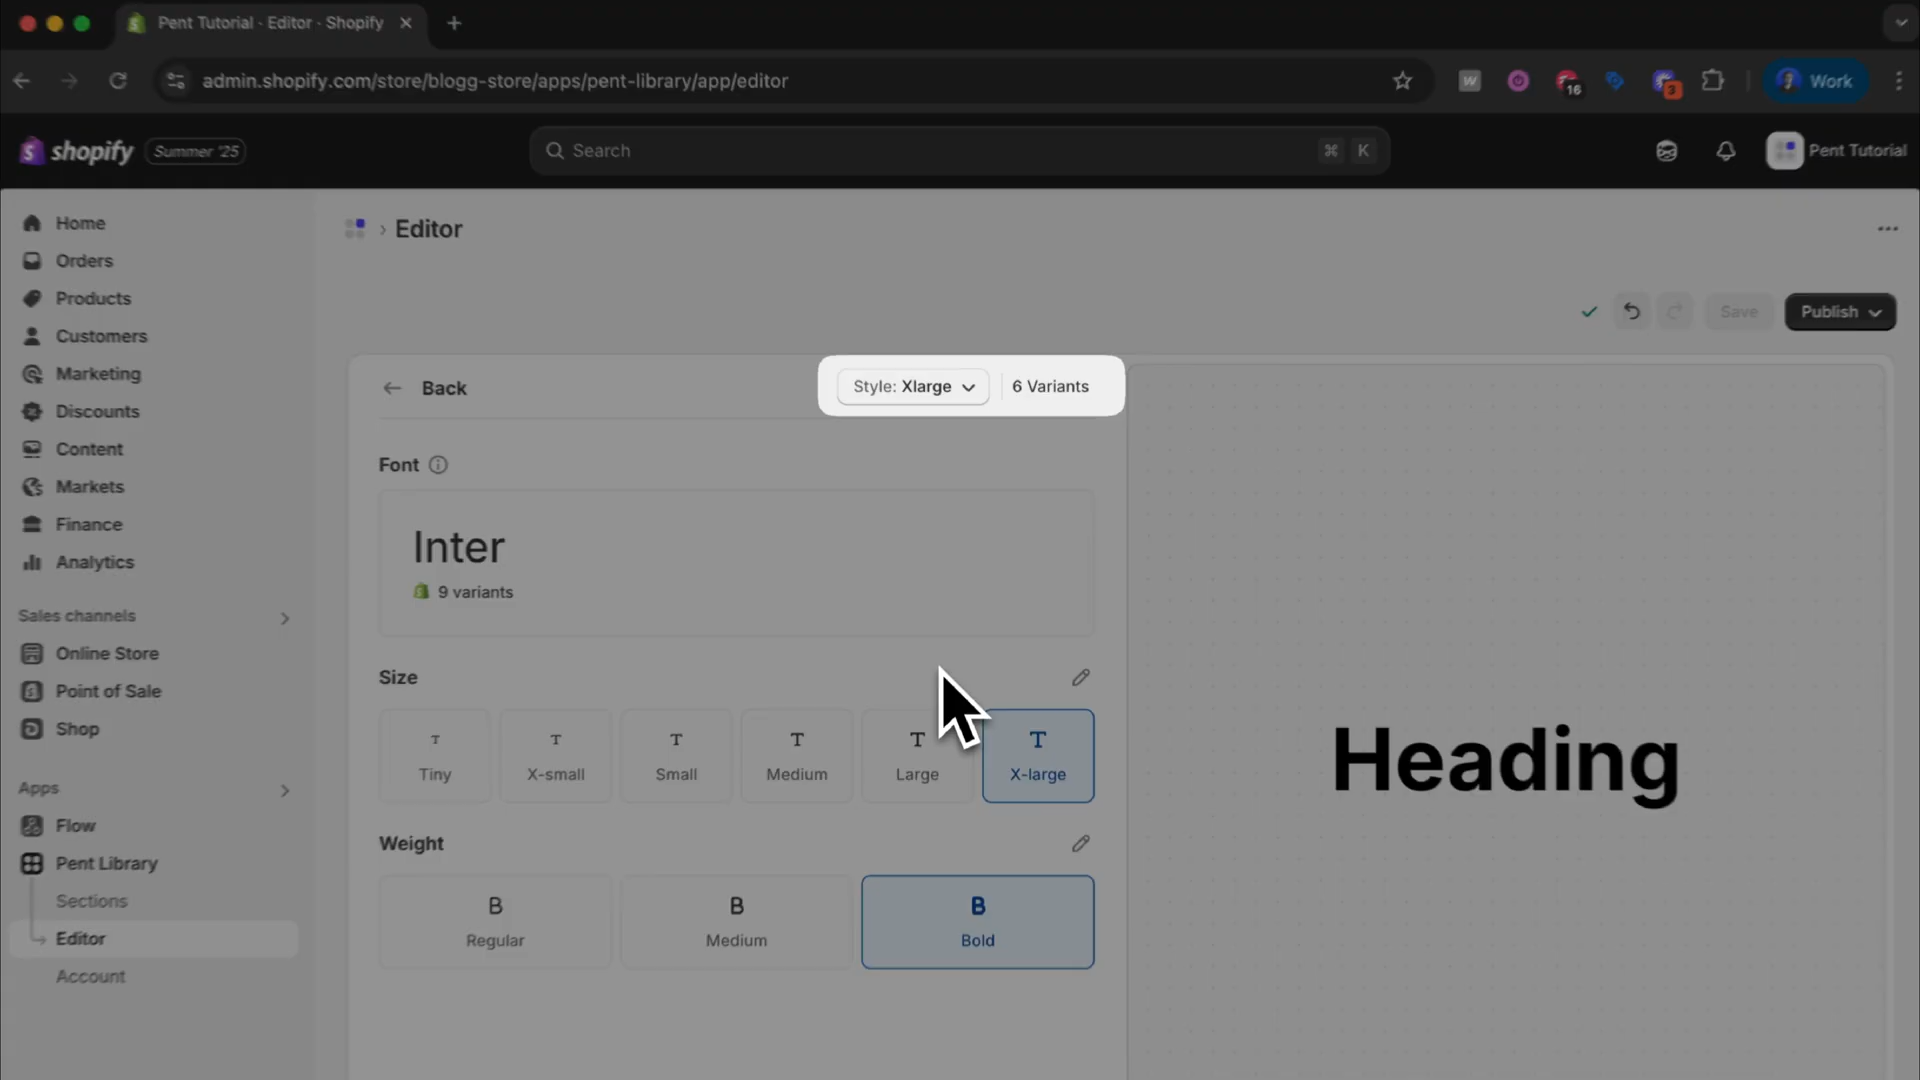 Pent Tutorial · Editor · Shopify
admin.shopify.com/store/blogg-store/apps/pent-library/app/editor
W
16
3
Work
shopify
Summer '25
Search
⌘ K
Pent Tutorial
Home
Orders
Products
Customers
Marketing
Discounts
Content
Markets
Finance
Analytics
Sales channels
Online Store
Point of Sale
Shop
Apps
Flow
Pent Library
Sections
Editor
Account
Editor
Save
Publish
Back
Style: Xlarge
6 Variants
Font
Inter
9 variants
Size
T T T T T T
Tiny X-small Small Medium Large X-large
Weight
B B B
Regular Medium Bold
Heading